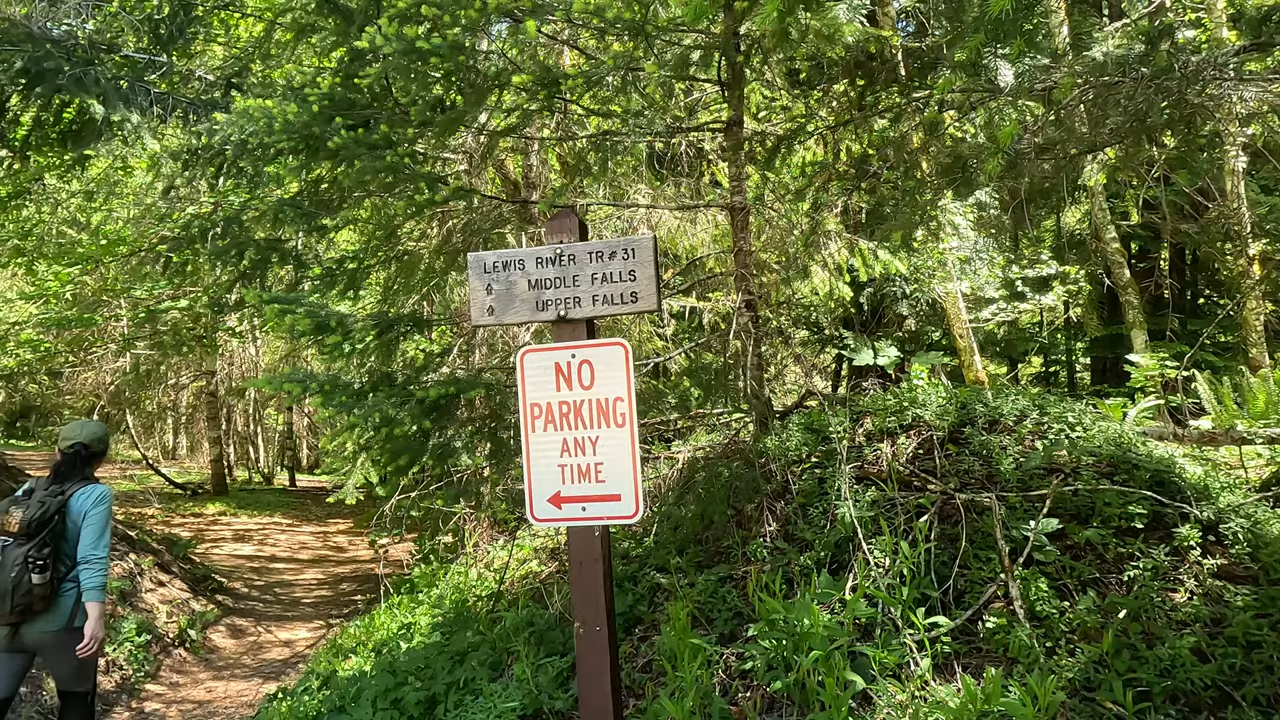 LEWIS RIVER TR#31
MIDDLE FALLS
UPPER FALLS
NO
PARKING
ANY
TIME